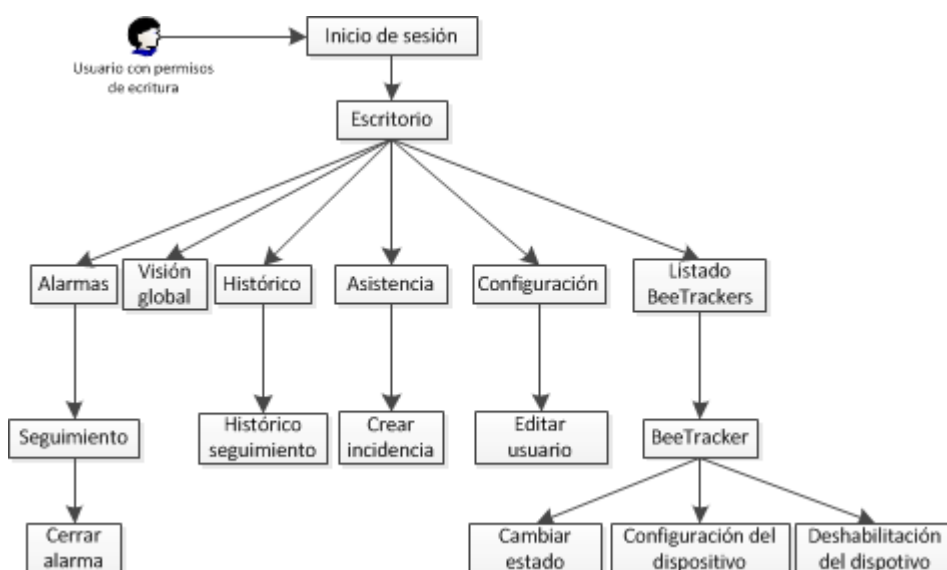 Inicio de sesión
Usuario con permisos
de ecritura
Escritorio
Alarmas
Visión
global
Histórico
Asistencia
Configuración
Listado
BeeTrackers
Seguimiento
Histórico
seguimiento
Crear
incidencia
Editar
usuario
BeeTracker
Cerrar
alarma
Cambiar
estado
Configuración del
dispositivo
Deshabilitación
del dispotivo